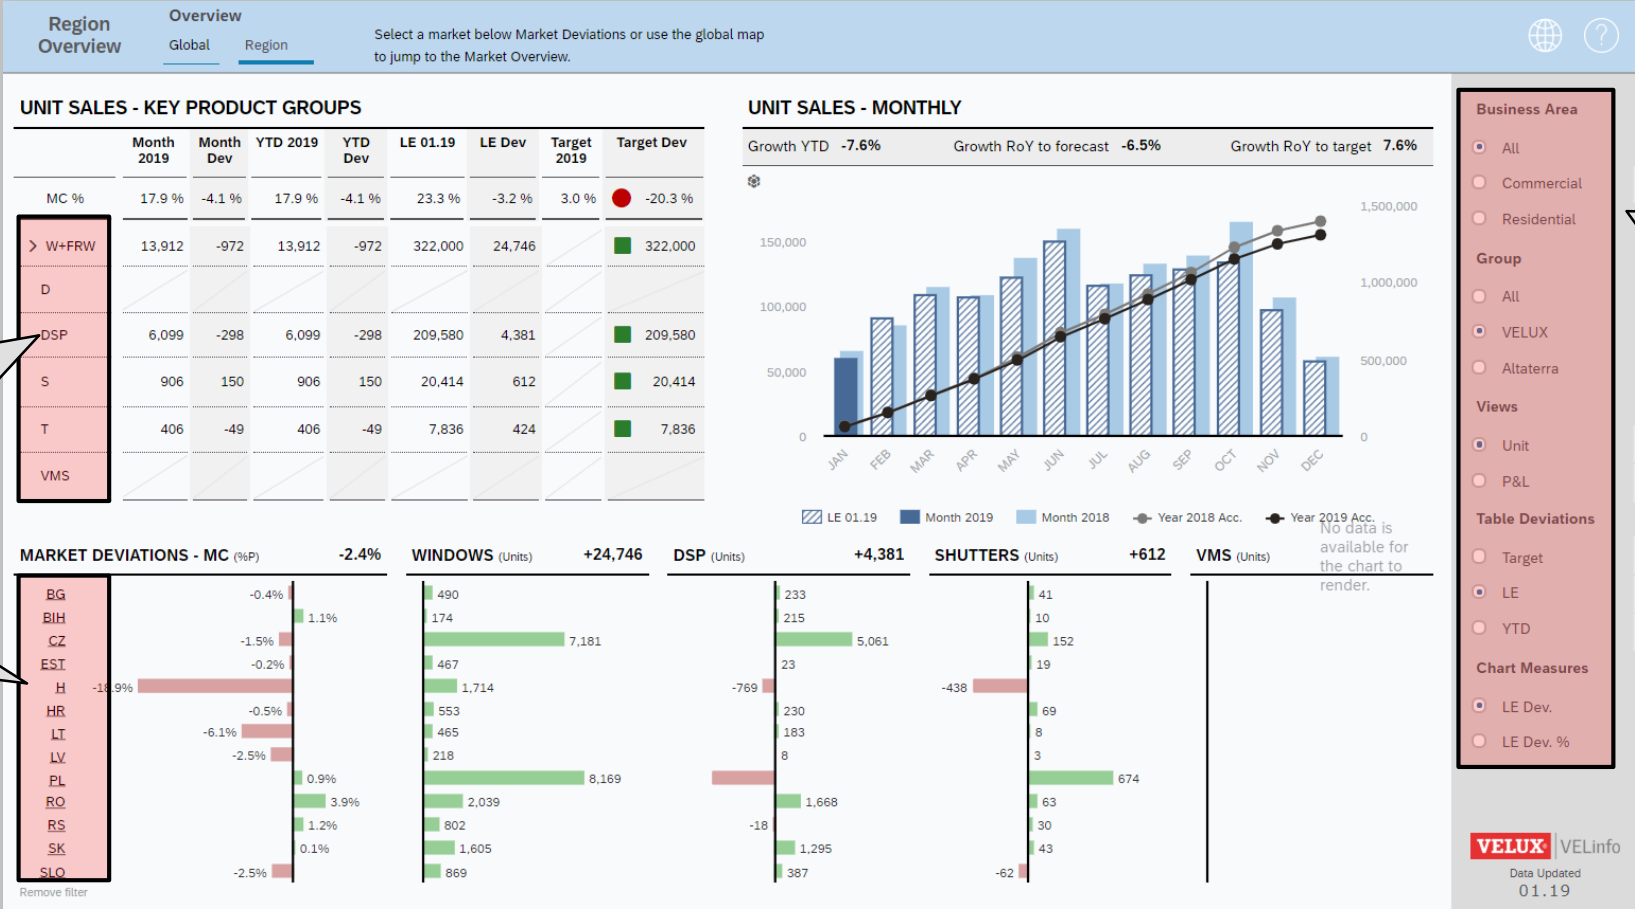 Region
Overview
Overview
Global Region
Select a market below Market Deviations or use the global map
to jump to the Market Overview.
?
UNIT SALES - KEY PRODUCT GROUPS
Month 2019 Month Dev YTD 2019 YTD Dev LE 01.19 LE Dev Target 2019 Target Dev
MC % 17.9 % -4.1 % 17.9 % -4.1 % 23.3 % -3.2 % 3.0 % -20.3 %
W+FRW 13,912 -972 13,912 -972 322,000 24,746 322,000
D
DSP 6,099 -298 6,099 -298 209,580 4,381 209,580
S 906 150 906 150 20,414 612 20,414
T 406 -49 406 -49 7,836 424 7,836
VMS
UNIT SALES - MONTHLY
Growth YTD -7.6% Growth RoY to forecast -6.5% Growth RoY to target 7.6%
1,500,000
150,000
1,000,000
100,000
500,000
50,000
0 0
JAN FEB MAR APR MAY JUN JUL AUG SEP OCT NOV DEC
LE 01.19 Month 2019 Month 2018 Year 2018 Acc. Year 2019 Acc.
No data is
available for
the chart to
render.
MARKET DEVIATIONS - MC (%P) -2.4% WINDOWS (Units) +24,746 DSP (Units) +4,381 SHUTTERS (Units) +612 VMS (Units)
BG -0.4% 490 233 41
BIH 1.1% 174 215 10
CZ -1.5% 7,181 5,061 152
EST -0.2% 467 23 19
H -18.9% 1,714 -769 -438
HR -0.5% 553 230 69
LT -6.1% 465 183 8
LV -2.5% 218 8 3
PL 0.9% 8,169 674
RO 3.9% 2,039 1,668 63
RS 1.2% 802 -18 30
SK 0.1% 1,605 1,295 43
SLO -2.5% 869 387 -62
Remove filter
Business Area
All
Commercial
Residential
Group
All
VELUX
Altaterra
Views
Unit
P&L
Table Deviations
Target
LE
YTD
Chart Measures
LE Dev.
LE Dev. %
VELUX VELinfo
Data Updated
01.19